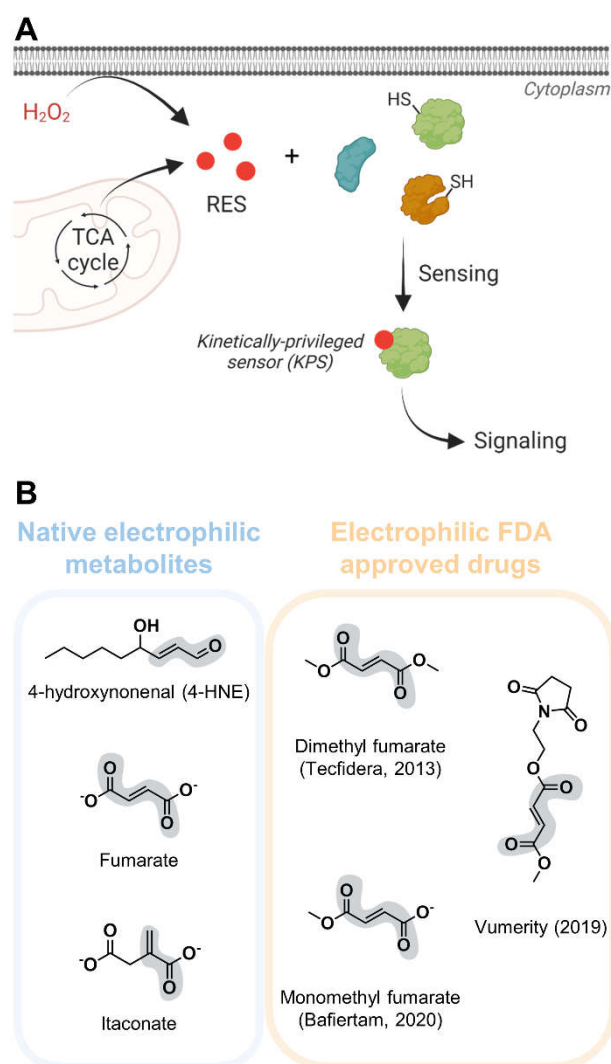 A
Cytoplasm
H₂O₂
HS
SH
RES
+
TCA
cycle
Sensing
Kinetically-privileged
sensor (KPS)
Signaling
B
Native electrophilic
metabolites
Electrophilic FDA
approved drugs
OH
O
4-hydroxynonenal (4-HNE)
O
⁻O
O⁻
O
Fumarate
O
⁻O
O⁻
O
Itaconate
O
O
O
O
Dimethyl fumarate
(Tecfidera, 2013)
O
O
O⁻
O
Monomethyl fumarate
(Bafiertam, 2020)
O
N
O
O
O
O
O
Vumerity (2019)